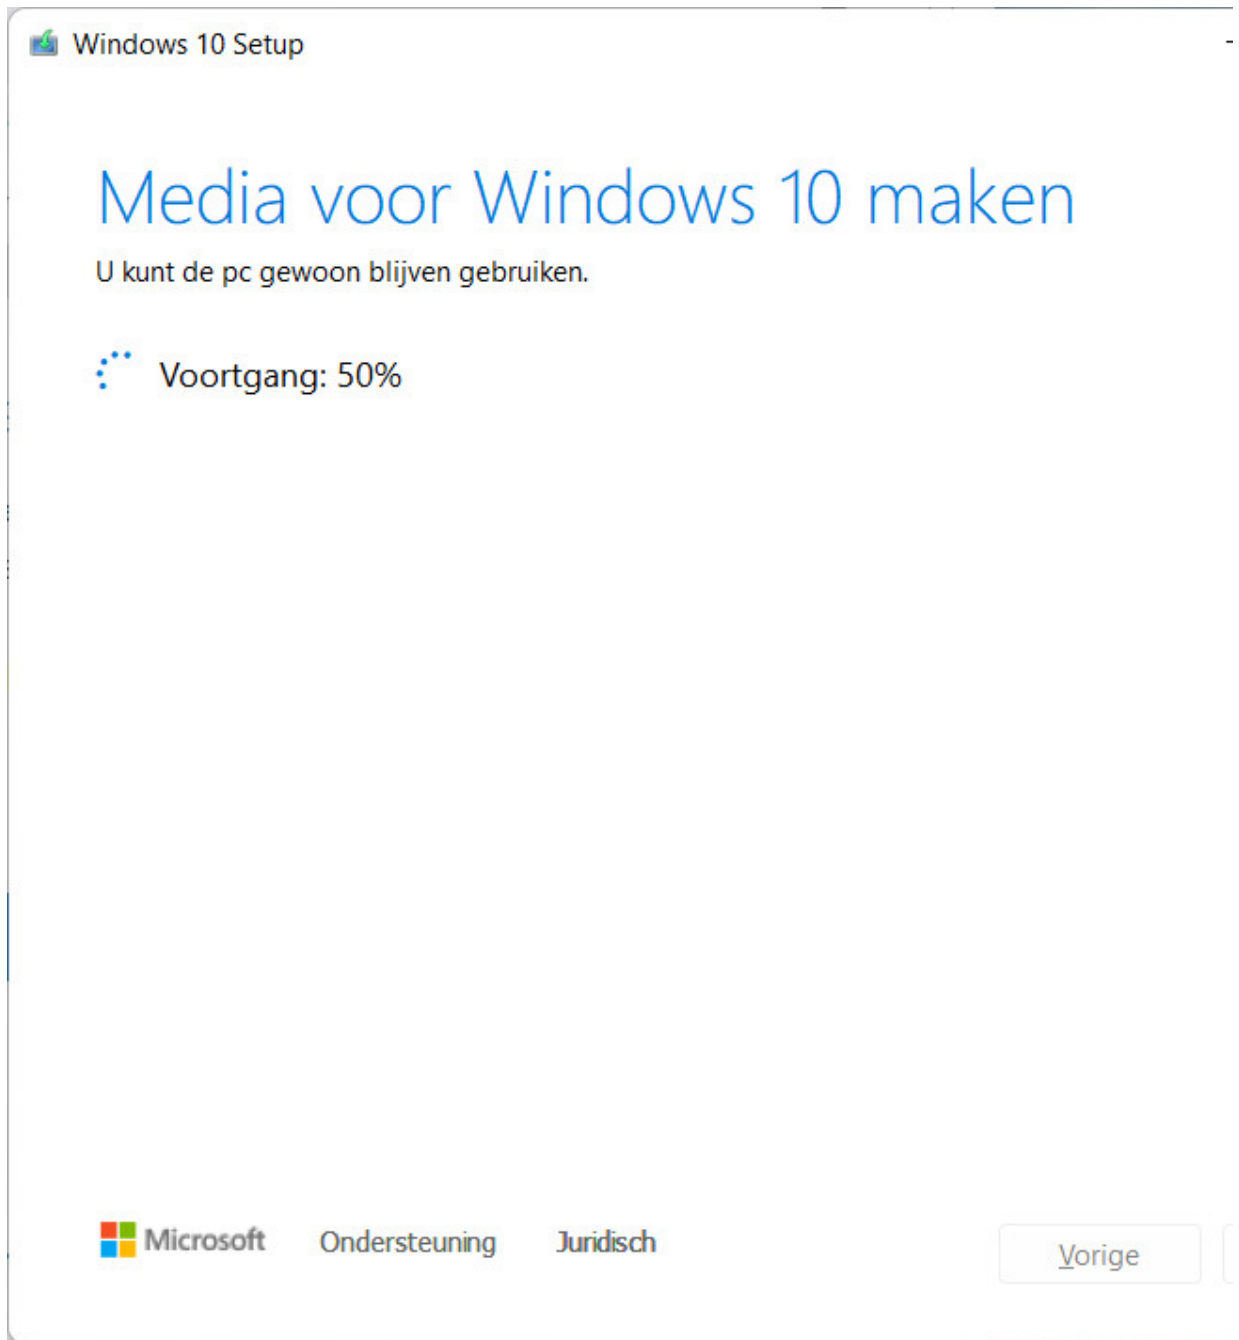 Windows 10 Setup
Media voor Windows 10 maken
U kunt de pc gewoon blijven gebruiken.
Voortgang: 50%
Microsoft Ondersteuning Juridisch
Vorige